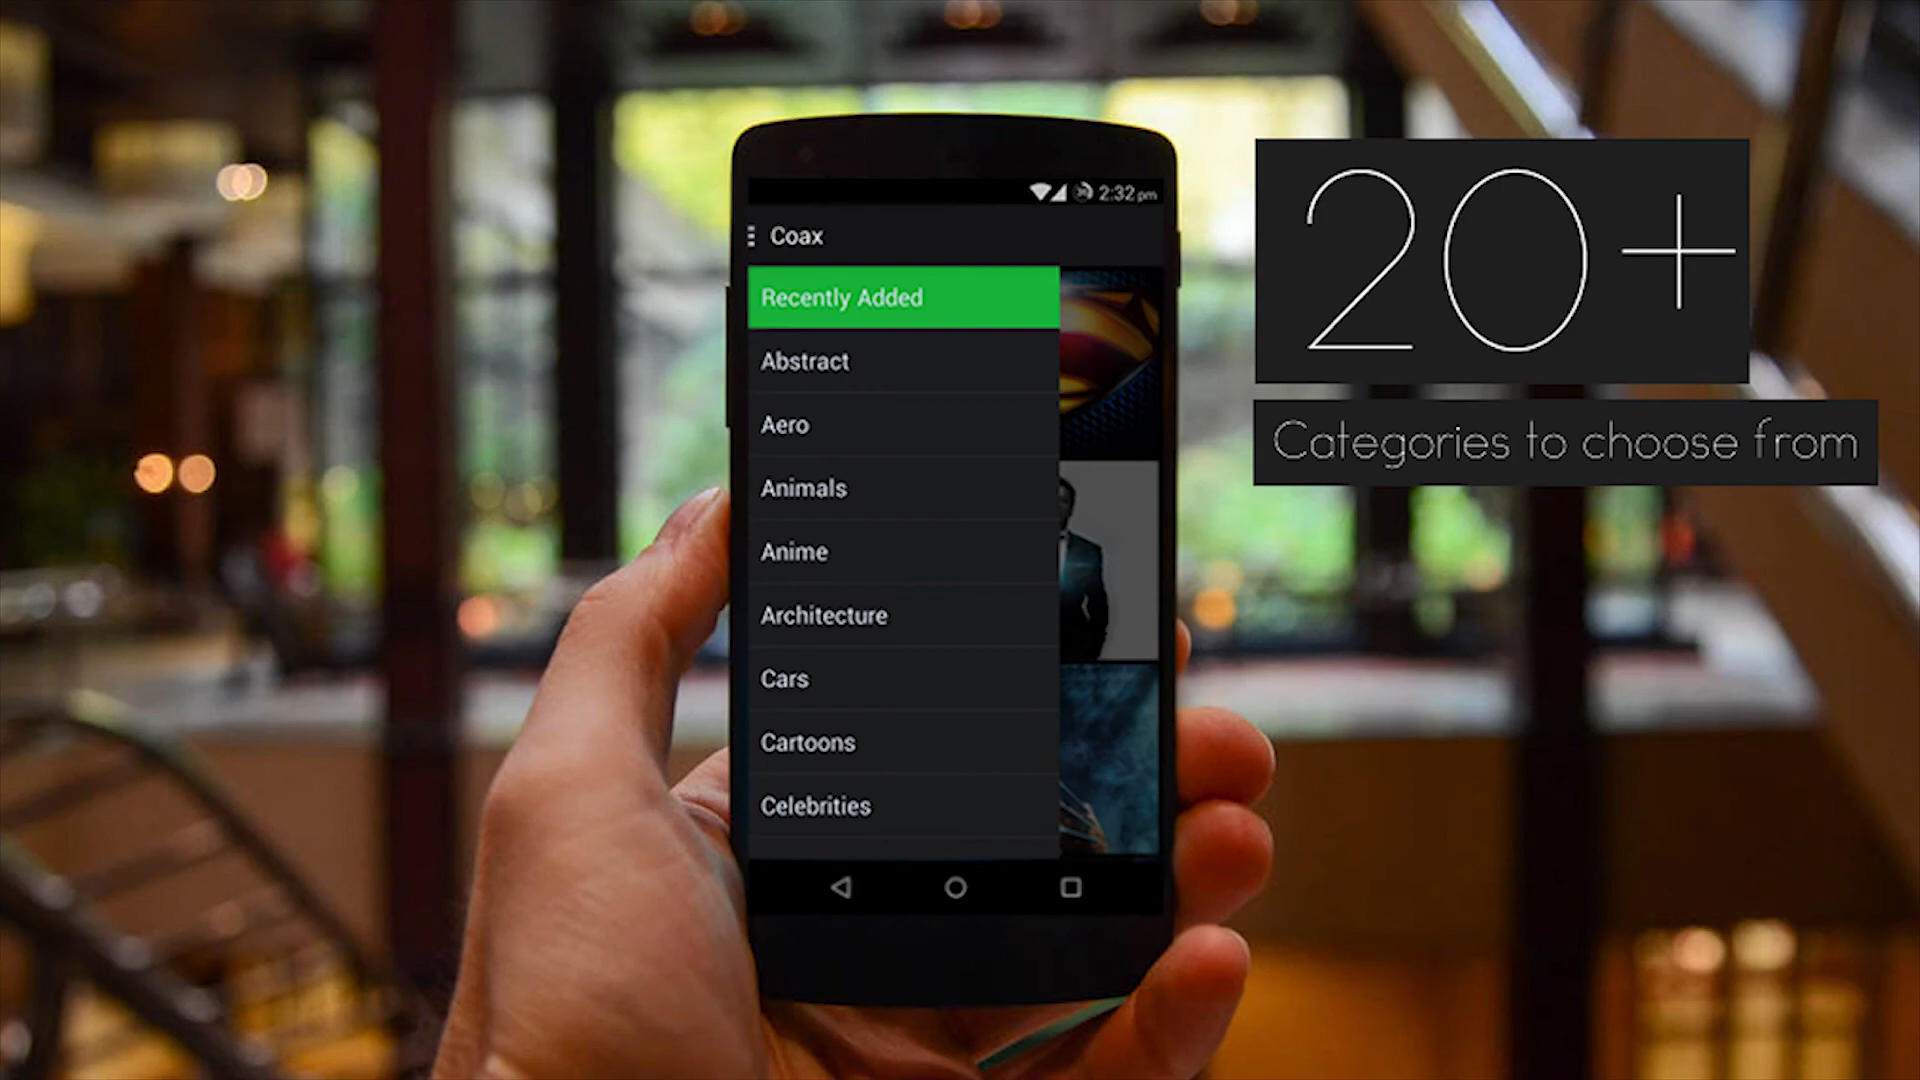 2:32 pm
Coax
Recently Added
Abstract
Aero
Animals
Anime
Architecture
Cars
Cartoons
Celebrities
20+
Categories to choose from